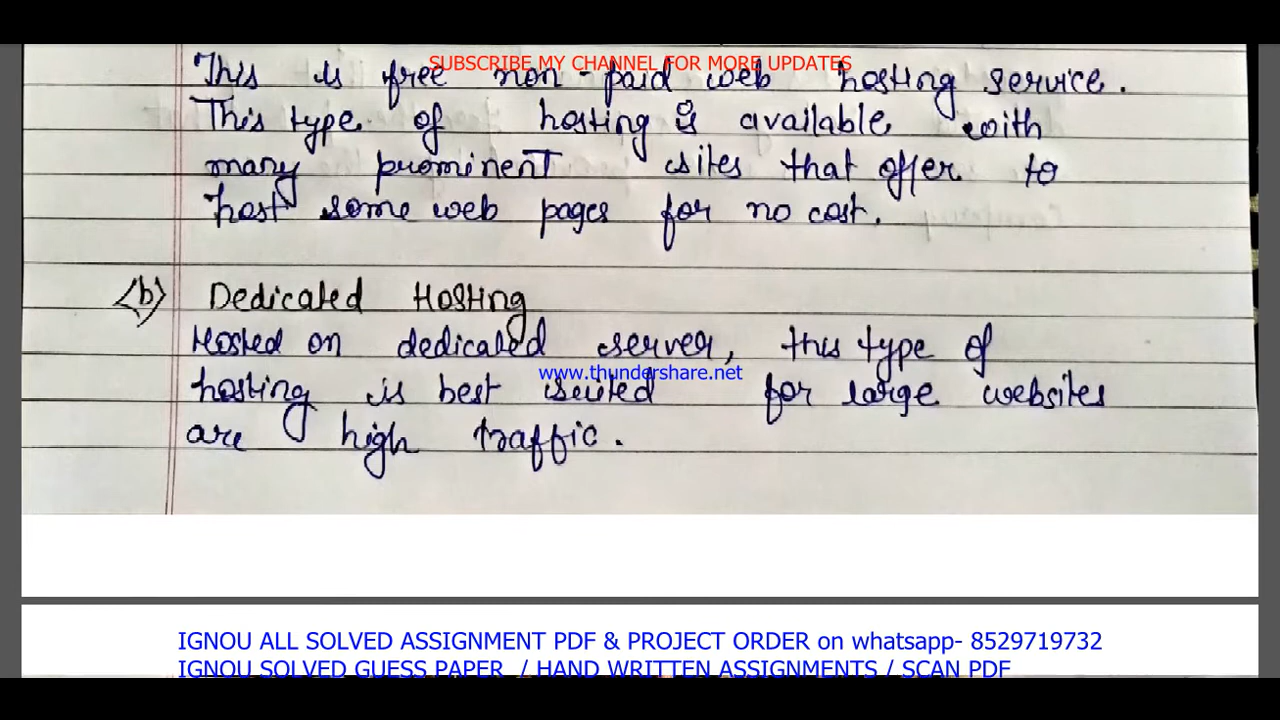 SUBSCRIBE MY CHANNEL FOR MORE UPDATES
This is free non-paid web hosting service.
This type of hosting is available with
many prominent sites that offer to
host some web pages for no cost.
(b) Dedicated Hosting
Hosted on dedicated server, this type of
www.thundershare.net
hosting is best suited for large websites
are high traffic.
IGNOU ALL SOLVED ASSIGNMENT PDF & PROJECT ORDER on whatsapp- 8529719732
IGNOU SOLVED GUESS PAPER / HAND WRITTEN ASSIGNMENTS / SCAN PDF